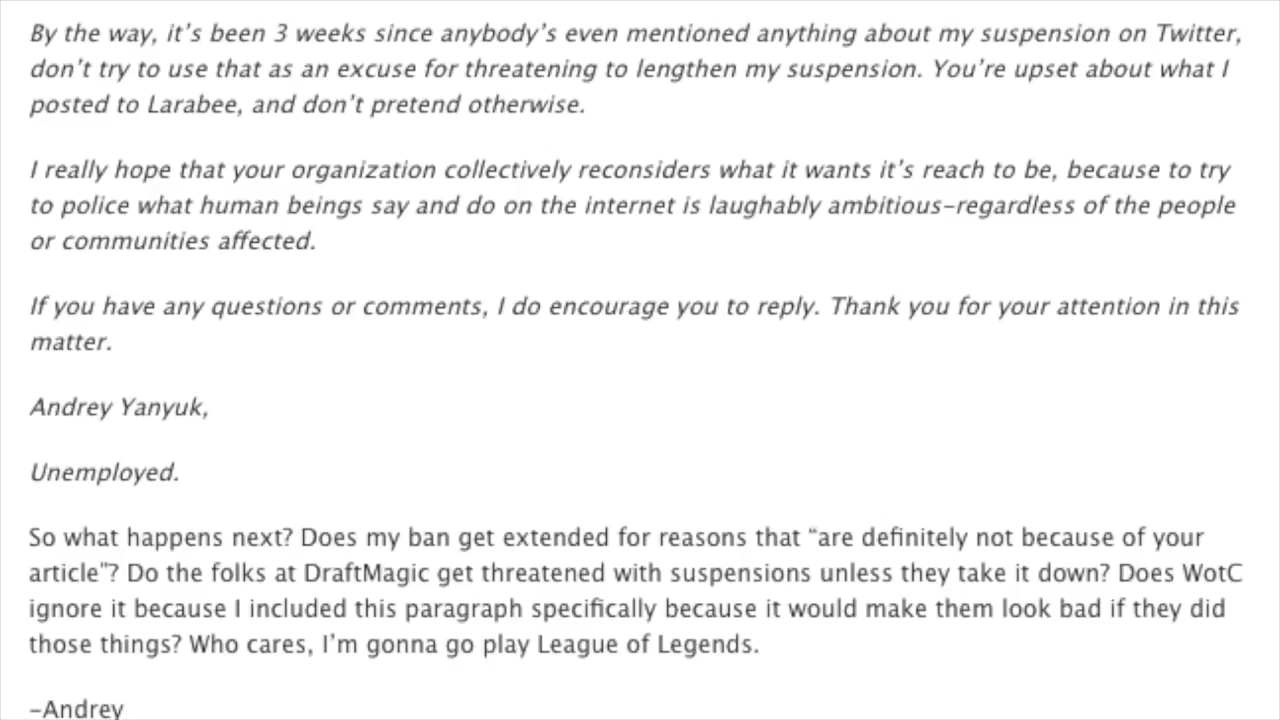 By the way, it’s been 3 weeks since anybody’s even mentioned anything about my suspension on Twitter,
don’t try to use that as an excuse for threatening to lengthen my suspension. You’re upset about what I
posted to Larabee, and don’t pretend otherwise.
I really hope that your organization collectively reconsiders what it wants it’s reach to be, because to try
to police what human beings say and do on the internet is laughably ambitious–regardless of the people
or communities affected.
If you have any questions or comments, I do encourage you to reply. Thank you for your attention in this
matter.
Andrey Yanyuk,
Unemployed.
So what happens next? Does my ban get extended for reasons that “are definitely not because of your
article”? Do the folks at DraftMagic get threatened with suspensions unless they take it down? Does WotC
ignore it because I included this paragraph specifically because it would make them look bad if they did
those things? Who cares, I’m gonna go play League of Legends.
–Andrey